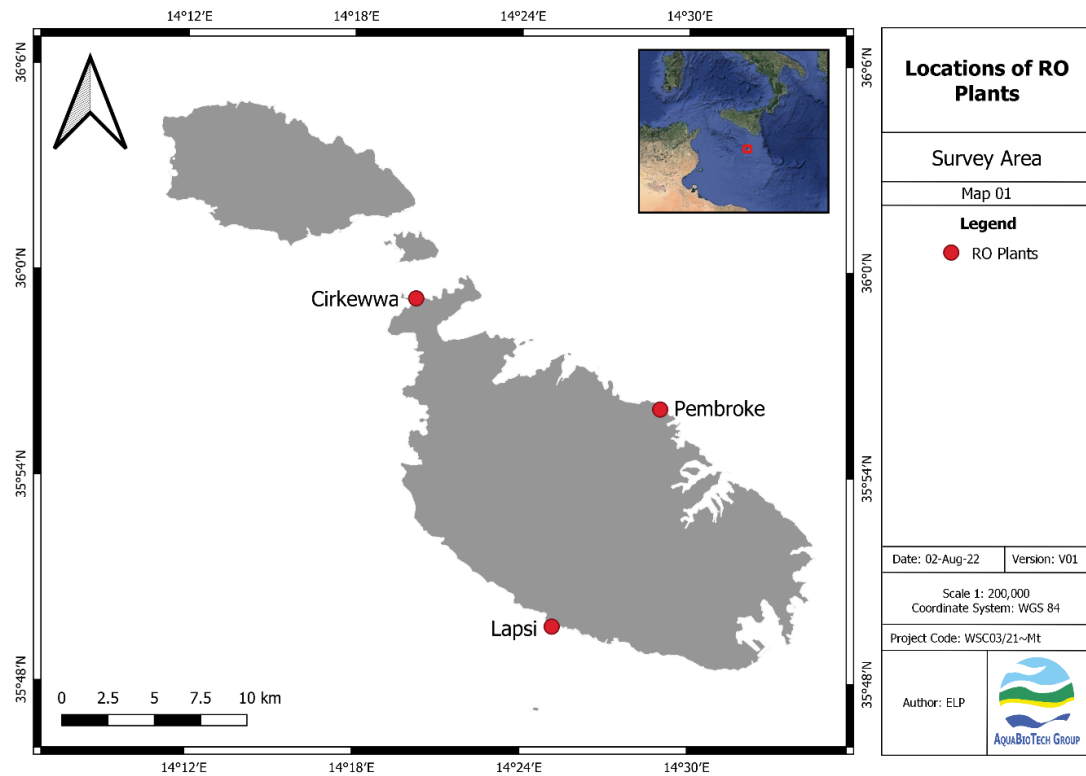 14°12′E 14°18′E 14°24′E 14°30′E
36°6′N 36°6′N
36°0′N 36°0′N
35°54′N 35°54′N
35°48′N 35°48′N
Cirkewwa
Pembroke
Lapsi
0 2.5 5 7.5 10 km
14°12′E 14°18′E 14°24′E 14°30′E
Locations of RO
Plants
Survey Area
Map 01
Legend
RO Plants
Date: 02-Aug-22 Version: V01
Scale 1: 200,000
Coordinate System: WGS 84
Project Code: WSC03/21~Mt
Author: ELP
AQUABIOTECH GROUP